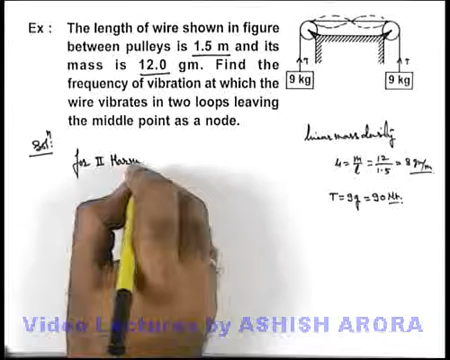 Ex : The length of wire shown in figure
between pulleys is 1.5 m and its
mass is 12.0 gm. Find the
frequency of vibration at which the
wire vibrates in two loops leaving
the middle point as a node.
T
T
9 kg
9 kg
Solⁿ
for II Harm
linear mass density
μ = m/l = 12/1.5 = 8 gm/m
T = 9g = 90 Nt.
Video Lectures by ASHISH ARORA